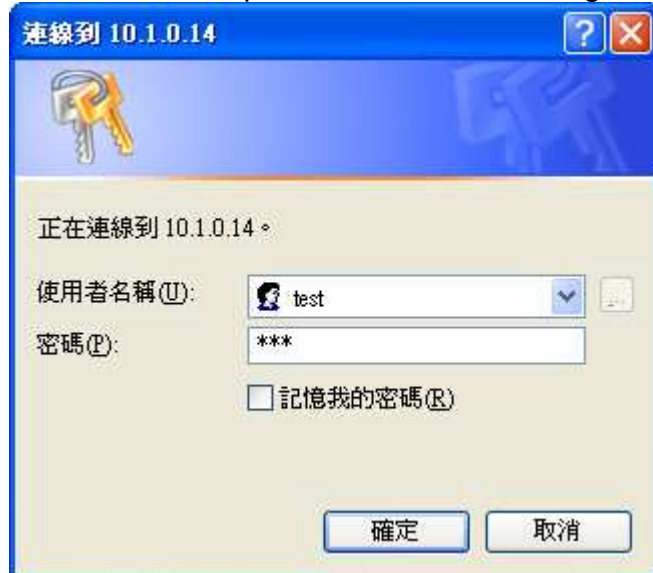 連線到 10.1.0.14
正在連線到 10.1.0.14。
使用者名稱(U):
test
密碼(P):
***
記憶我的密碼(R)
確定
取消